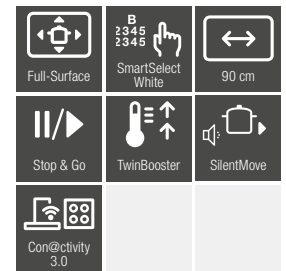 B
2345
2345
Full-Surface
SmartSelect
White
90 cm
Stop & Go
TwinBooster
SilentMove
Con@ctivity
3.0